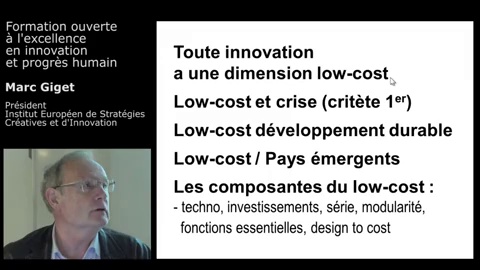 Formation ouverte
à l'excellence
en innovation
et progrès humain
Marc Giget
Président
Institut Européen de Stratégies
Créatives et d'Innovation
Toute innovation
a une dimension low-cost
Low-cost et crise (critète 1er)
Low-cost développement durable
Low-cost / Pays émergents
Les composantes du low-cost :
- techno, investissements, série, modularité,
fonctions essentielles, design to cost